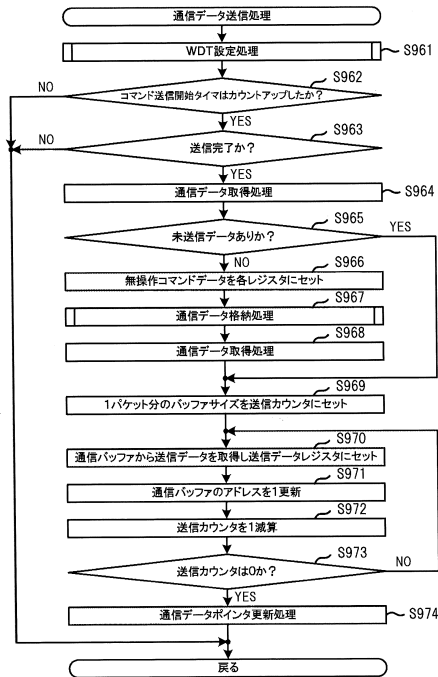 通信データ送信処理
WDT設定処理
S961
S962
NO
コマンド送信開始タイマはカウントアップしたか?
YES
S963
NO
送信完了か?
YES
通信データ取得処理
S964
S965
未送信データありか?
YES
NO
S966
無操作コマンドデータを各レジスタにセット
S967
通信データ格納処理
S968
通信データ取得処理
S969
1パケット分のバッファサイズを送信カウンタにセット
S970
通信バッファから送信データを取得し送信データレジスタにセット
S971
通信バッファのアドレスを1更新
S972
送信カウンタを1減算
S973
送信カウンタは0か?
NO
YES
通信データポインタ更新処理
S974
戻る